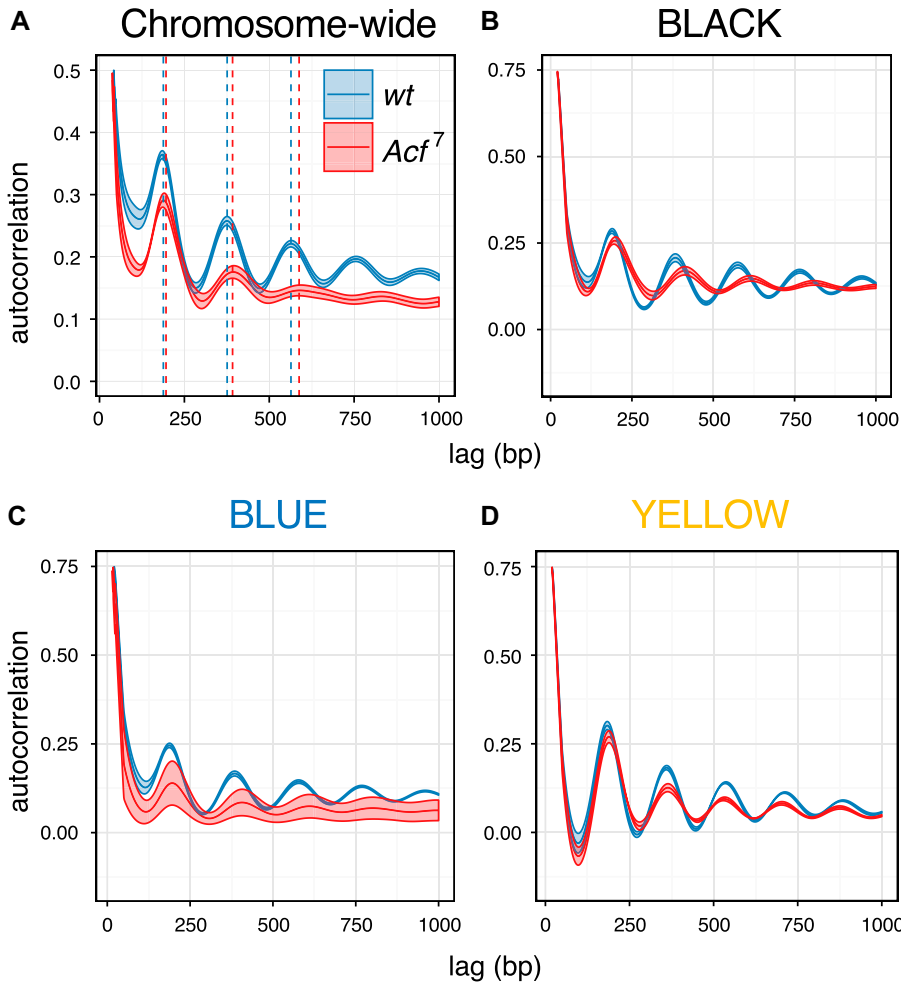 A Chromosome-wide
B BLACK
0.5
0.4
0.3
0.2
0.1
0.0
autocorrelation
wt
Acf 7
0 250 500 750 1000
0.75
0.50
0.25
0.00
0 250 500 750 1000
lag (bp)
C BLUE
D YELLOW
0.75
0.50
0.25
0.00
autocorrelation
0 250 500 750 1000
0.75
0.50
0.25
0.00
0 250 500 750 1000
lag (bp)